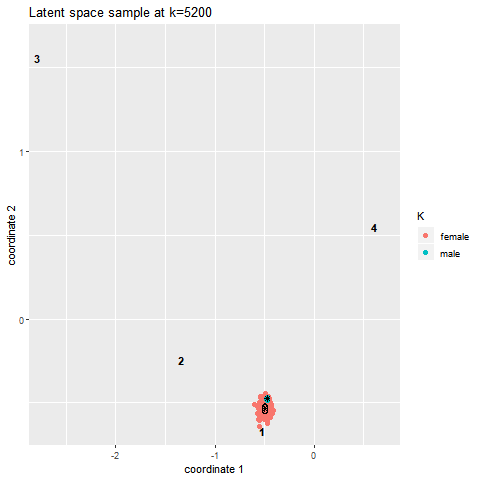 Latent space sample at k=5200
3
1
4
K
female
male
coordinate 2
0
2
1
-2
-1
0
coordinate 1